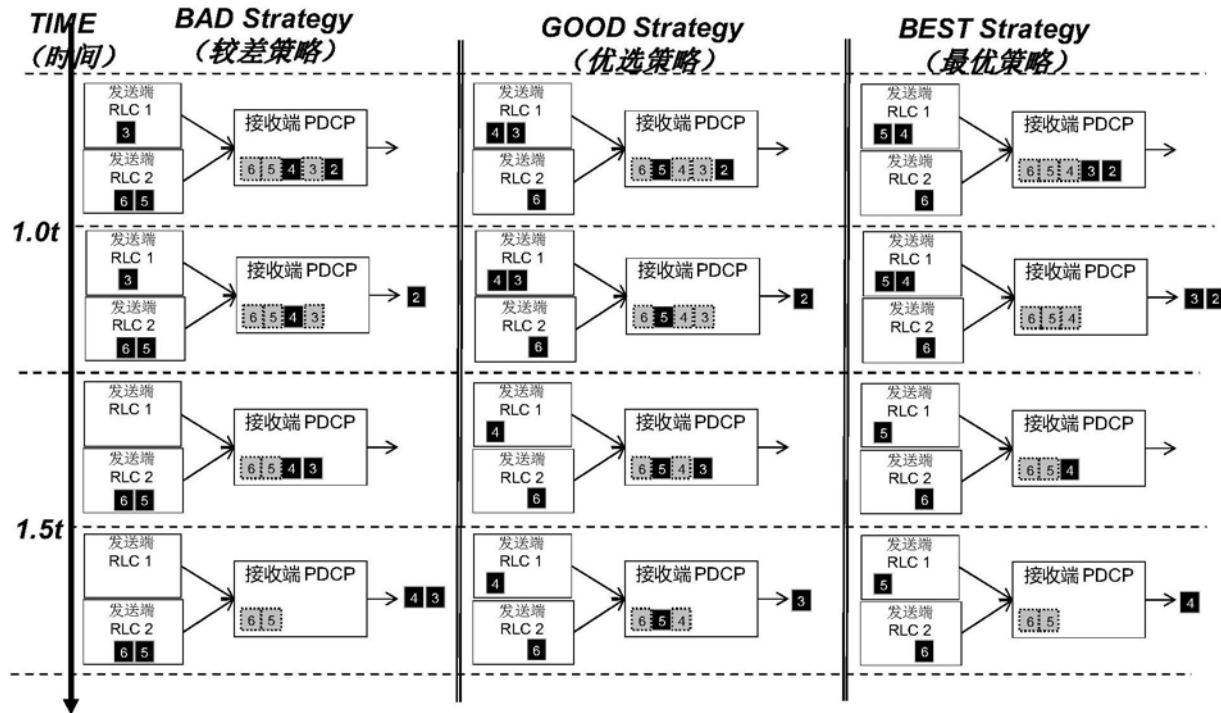 TIME
(时间)
BAD Strategy
(较差策略)
GOOD Strategy
(优选策略)
BEST Strategy
(最优策略)
发送端
RLC 1
3
发送端
RLC 2
6 5
接收端 PDCP
6 5 4 3 2
发送端
RLC 1
4 3
发送端
RLC 2
6
接收端 PDCP
6 5 4 3 2
发送端
RLC 1
5 4
发送端
RLC 2
6
接收端 PDCP
6 5 4 3 2
1.0t
发送端
RLC 1
3
发送端
RLC 2
6 5
接收端 PDCP
6 5 4 3
2
发送端
RLC 1
4 3
发送端
RLC 2
6
接收端 PDCP
6 5 4 3
2
发送端
RLC 1
5 4
发送端
RLC 2
6
接收端 PDCP
6 5 4
3 2
发送端
RLC 1
发送端
RLC 2
6 5
接收端 PDCP
6 5 4 3
发送端
RLC 1
4
发送端
RLC 2
6
接收端 PDCP
6 5 4 3
发送端
RLC 1
5
发送端
RLC 2
6
接收端 PDCP
6 5 4
1.5t
发送端
RLC 1
发送端
RLC 2
6 5
接收端 PDCP
6 5
4 3
发送端
RLC 1
4
发送端
RLC 2
6
接收端 PDCP
6 5 4
3
发送端
RLC 1
5
发送端
RLC 2
6
接收端 PDCP
6 5
4